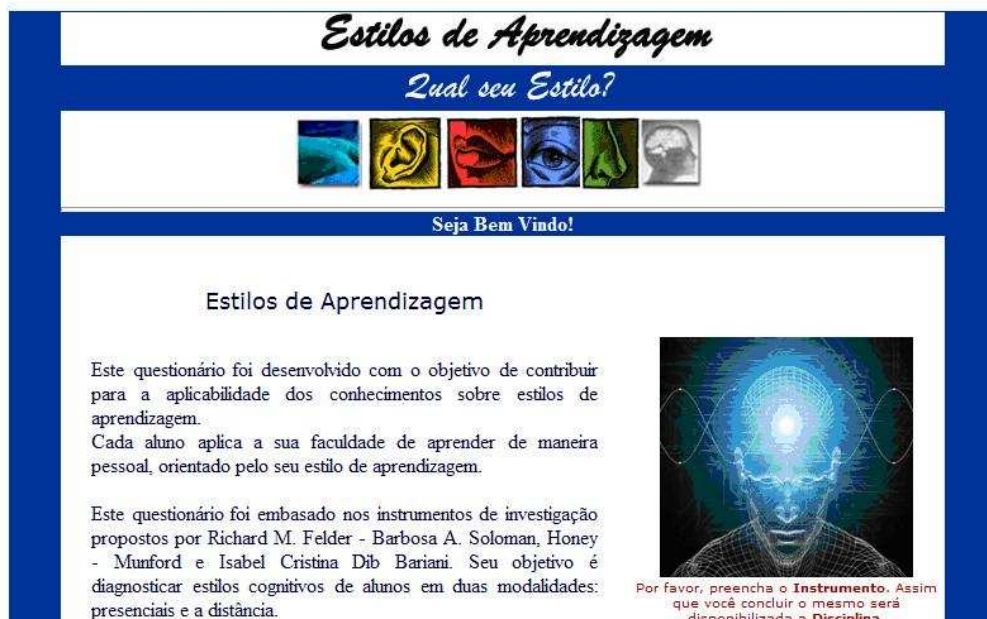 Estilos de Aprendizagem
Qual seu Estilo?
Seja Bem Vindo!
Estilos de Aprendizagem
Este questionário foi desenvolvido com o objetivo de contribuir
para a aplicabilidade dos conhecimentos sobre estilos de
aprendizagem.
Cada aluno aplica a sua faculdade de aprender de maneira
pessoal, orientado pelo seu estilo de aprendizagem.
Este questionário foi embasado nos instrumentos de investigação
propostos por Richard M. Felder - Barbosa A. Soloman, Honey
- Munford e Isabel Cristina Dib Bariani. Seu objetivo é
diagnosticar estilos cognitivos de alunos em duas modalidades:
presenciais e a distância.
Por favor, preencha o Instrumento. Assim
que você concluir o mesmo será
disponibilizada a Disciplina